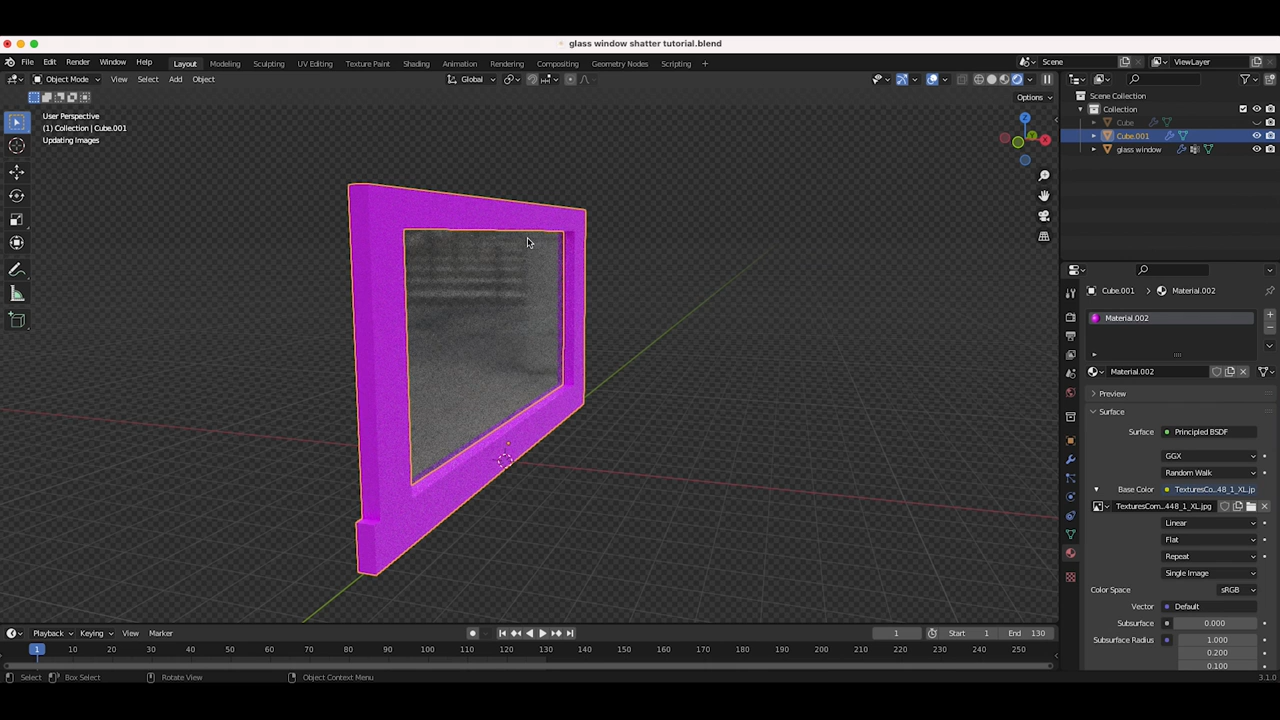 glass window shatter tutorial.blend
File Edit Render Window Help Layout Modeling Sculpting UV Editing Texture Paint Shading Animation Rendering Compositing Geometry Nodes Scripting + Scene ViewLayer
Object Mode View Select Add Object Global
Options
User Perspective
(1) Collection | Cube.001
Updating Images
Scene Collection
Collection
Cube
Cube.001
glass window
Cube.001 > Material.002
Material.002
Material.002
Preview
Surface
Surface Principled BSDF
GGX
Random Walk
Base Color TexturesCo...48_1_XL.jp
TexturesCom...448_1_XL.jpg
Linear
Flat
Repeat
Single Image
Color Space sRGB
Vector Default
Subsurface 0.000
Subsurface Radius 1.000
0.200
0.100
Playback Keying View Marker 1 Start 1 End 130
1 10 20 30 40 50 60 70 80 90 100 110 120 130 140 150 160 170 180 190 200 210 220 230 240 250
Select Box Select Rotate View Object Context Menu 3.1.0